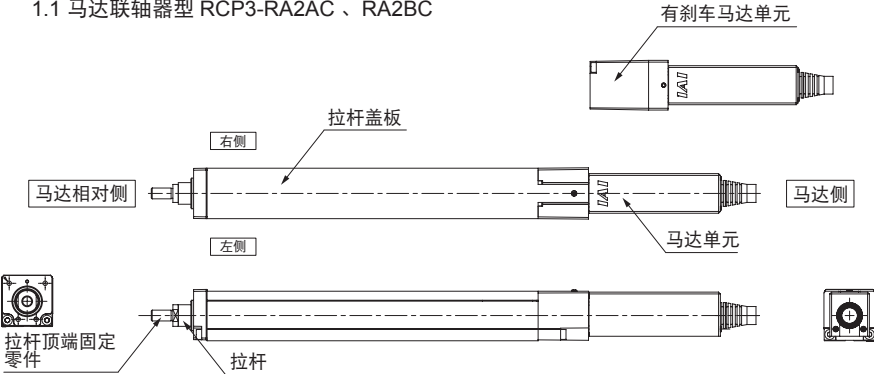 1.1 马达联轴器型 RCP3-RA2AC 、RA2BC
有刹车马达单元
IAI
拉杆盖板
右侧
马达相对侧
IAI
马达侧
左侧
马达单元
拉杆顶端固定
零件
拉杆